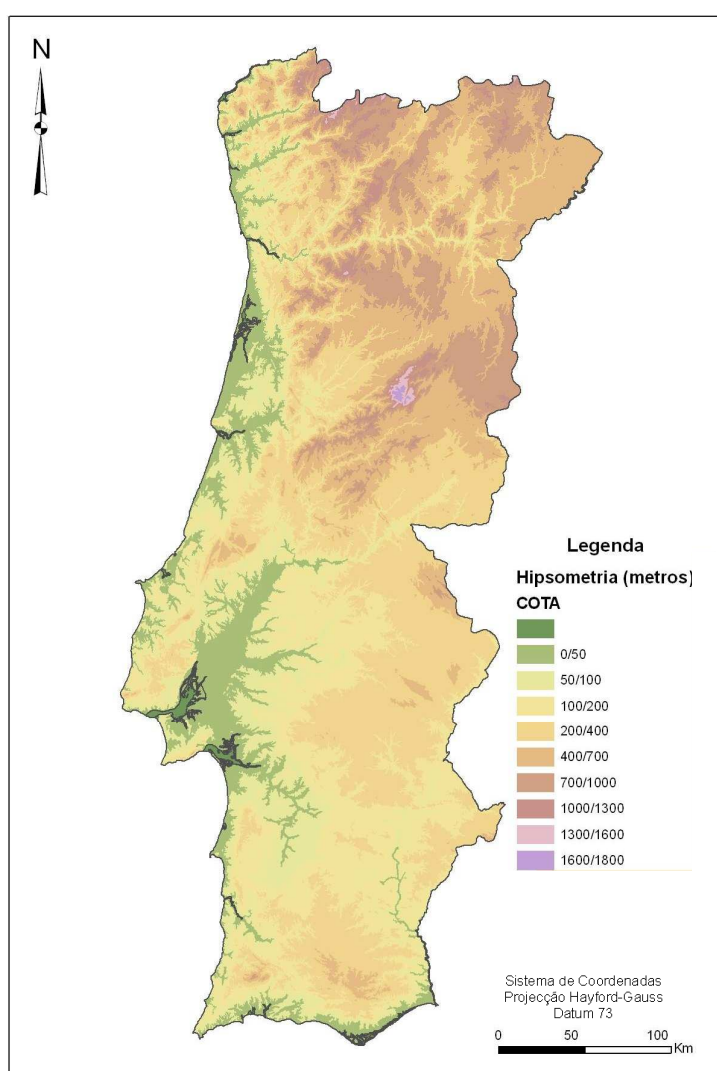 N
Legenda
Hipsometria (metros)
COTA
0/50
50/100
100/200
200/400
400/700
700/1000
1000/1300
1300/1600
1600/1800
Sistema de Coordenadas
Projecção Hayford-Gauss
Datum 73
0 50 100
Km